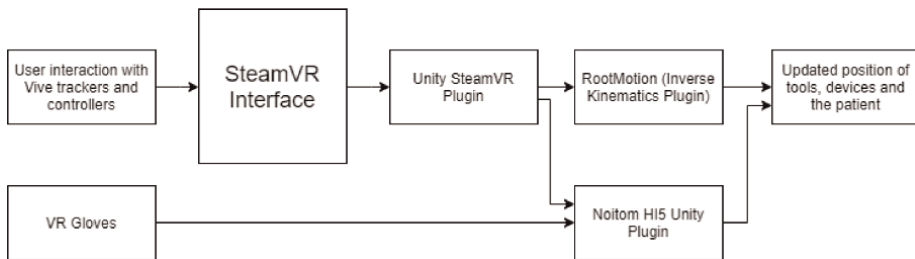 User interaction with
Vive trackers and
controllers
SteamVR
Interface
Unity SteamVR
Plugin
RootMotion (Inverse
Kinematics Plugin)
Updated position of
tools, devices and
the patient
VR Gloves
Noitom HI5 Unity
Plugin